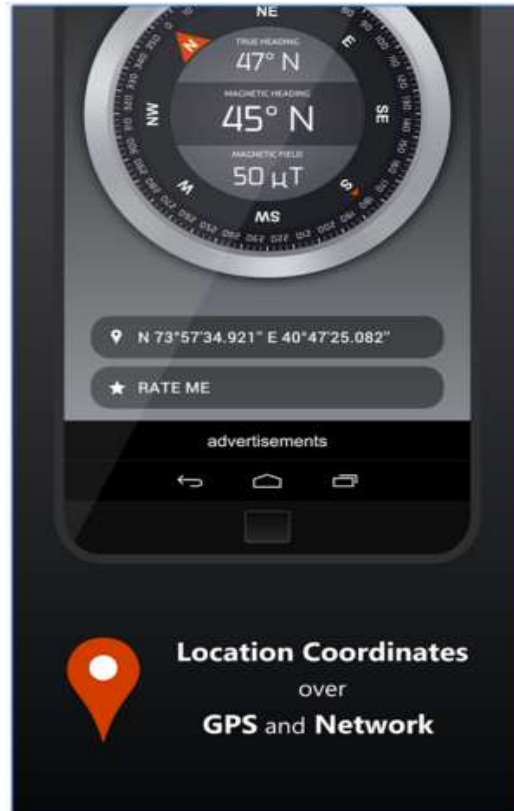 NE
E
SE
S
SW
W
NW
N
TRUE HEADING
47° N
MAGNETIC HEADING
45° N
MAGNETIC FIELD
50 µT
N 73°57'34.921" E 40°47'25.082"
RATE ME
advertisements
Location Coordinates
over
GPS and Network